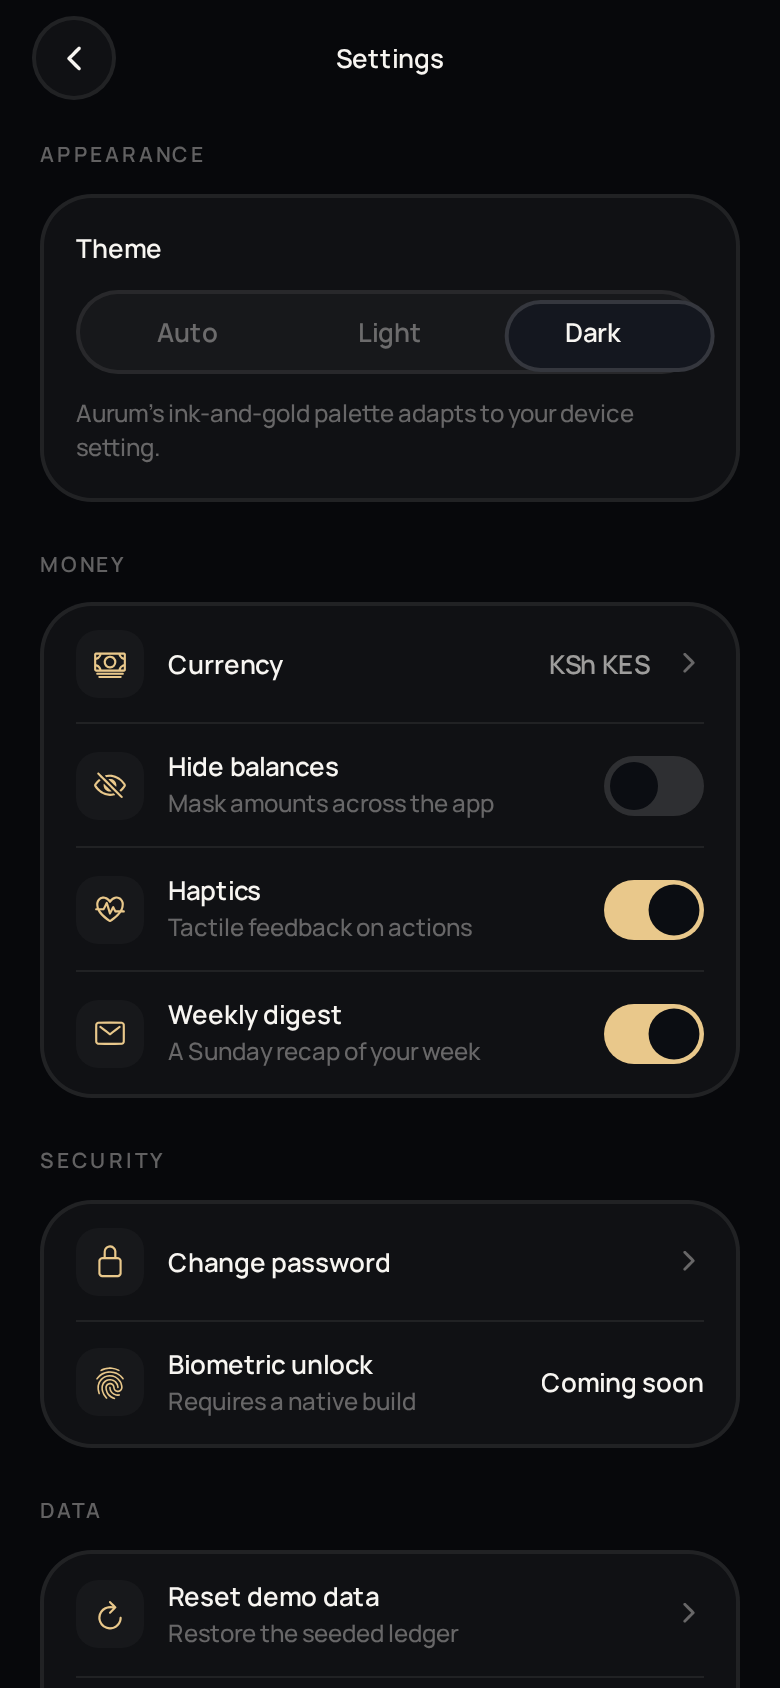 Settings
APPEARANCE
Theme
Auto Light Dark
Aurum's ink-and-gold palette adapts to your device
setting.
MONEY
Currency KSh KES
Hide balances
Mask amounts across the app
Haptics
Tactile feedback on actions
Weekly digest
A Sunday recap of your week
SECURITY
Change password
Biometric unlock
Requires a native build
Coming soon
DATA
Reset demo data
Restore the seeded ledger